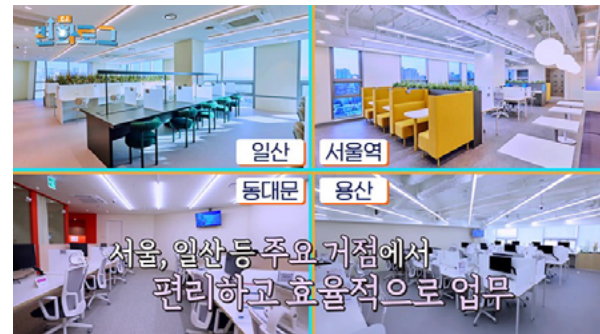 일산
서울역
동대문
용산
서울, 일산 등 주요 거점에서
편리하고 효율적으로 업무